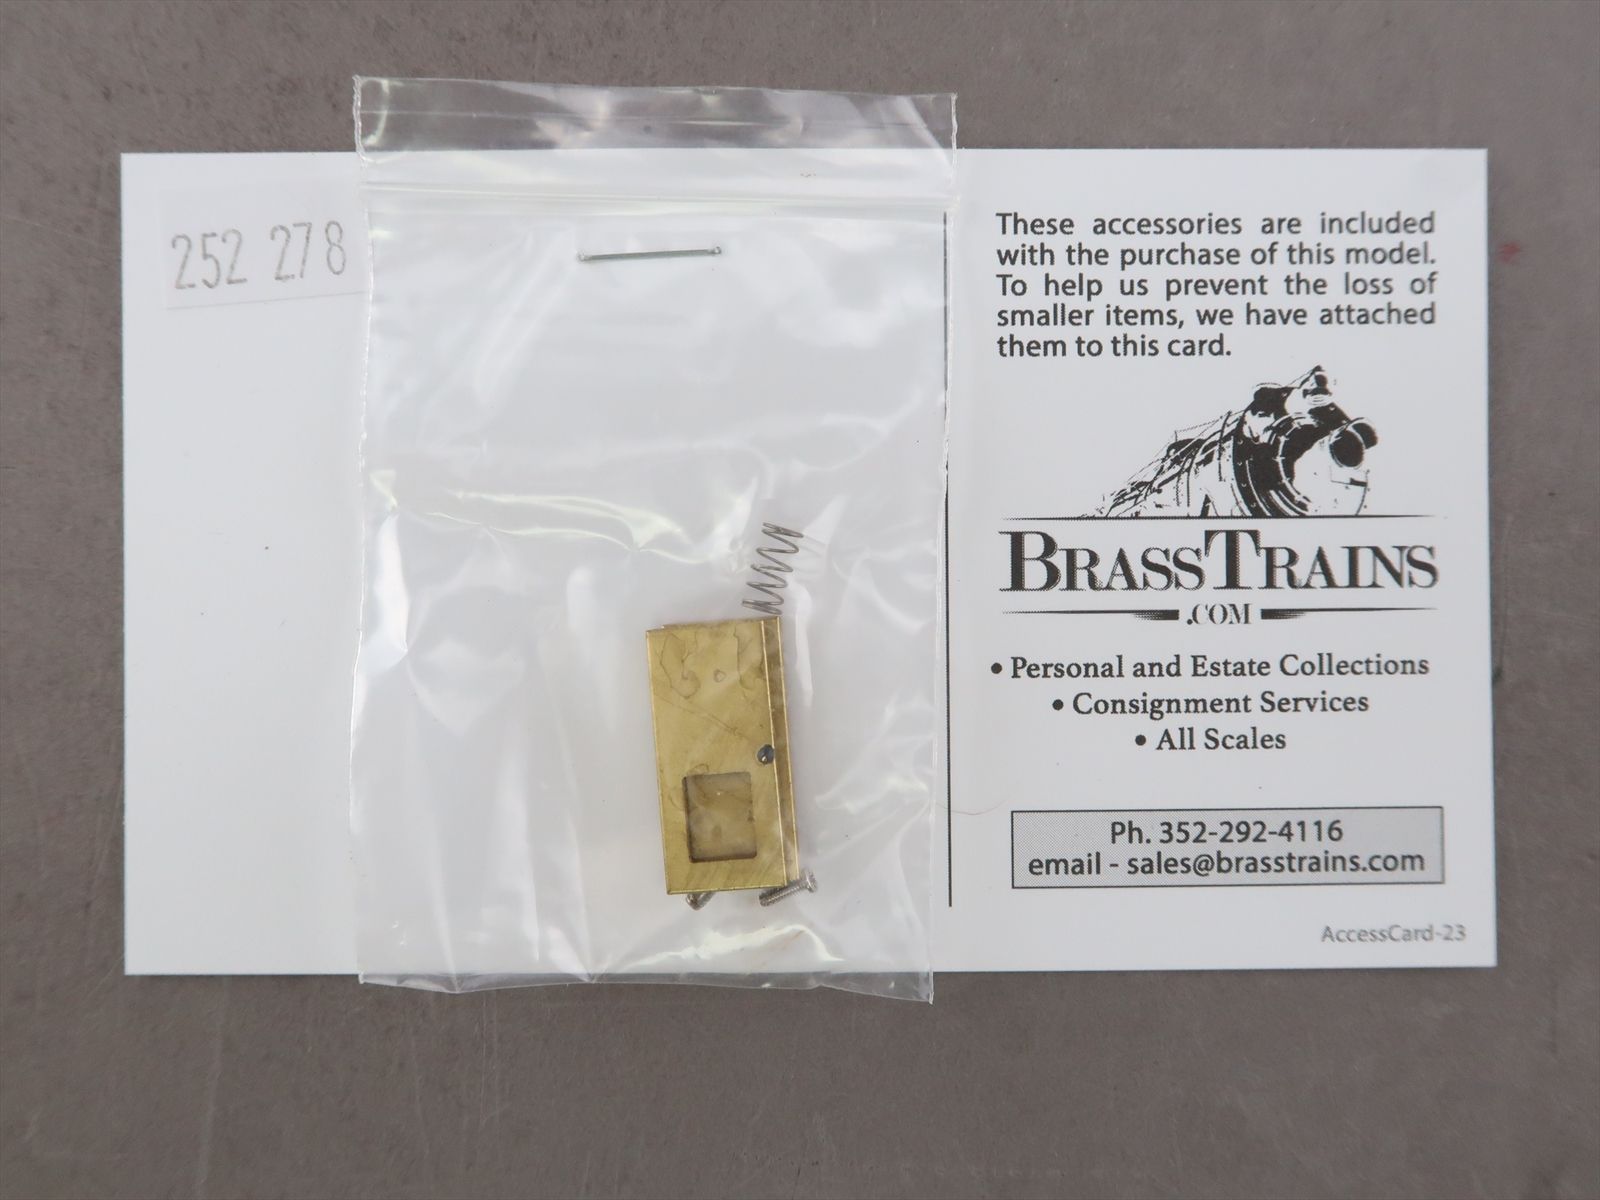 252 278
These accessories are included
with the purchase of this model.
To help us prevent the loss of
smaller items, we have attached
them to this card.
BRASSTRAINS
.COM
• Personal and Estate Collections
• Consignment Services
• All Scales
Ph. 352-292-4116
email - sales@brasstrains.com
AccessCard-23